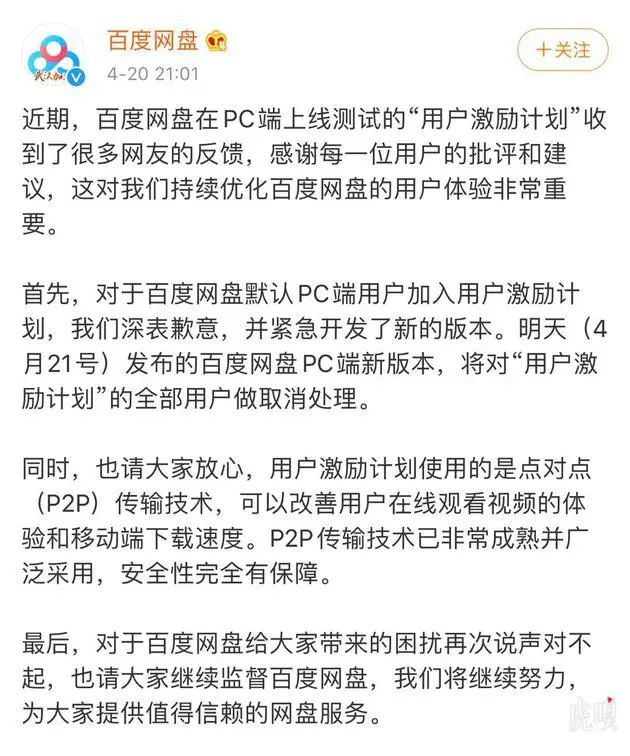 百度网盘
4-20 21:01
+关注
武汉加油
近期，百度网盘在PC端上线测试的“用户激励计划”收
到了很多网友的反馈，感谢每一位用户的批评和建
议，这对我们持续优化百度网盘的用户体验非常重
要。
首先，对于百度网盘默认PC端用户加入用户激励计
划，我们深表歉意，并紧急开发了新的版本。明天（4
月21号）发布的百度网盘PC端新版本，将对“用户激
励计划”的全部用户做取消处理。
同时，也请大家放心，用户激励计划使用的是点对点
（P2P）传输技术，可以改善用户在线观看视频的体
验和移动端下载速度。P2P传输技术已非常成熟并广
泛采用，安全性完全有保障。
最后，对于百度网盘给大家带来的困扰再次说声对不
起，也请大家继续监督百度网盘，我们将继续努力，
为大家提供值得信赖的网盘服务。
虎嗅